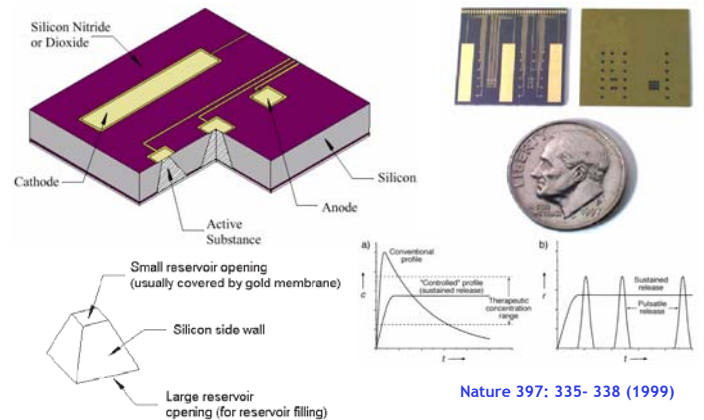 Silicon Nitride
or Dioxide
Cathode
Active
Substance
Anode
Silicon
LIBERTY
1997
Small reservoir opening
(usually covered by gold membrane)
Silicon side wall
Large reservoir
opening (for reservoir filling)
a)
Conventional
profile
"Controlled" profile
(sustained release)
Therapeutic
concentration
range
c
t
b)
Sustained
release
Pulsatile
release
r
t
Nature 397: 335- 338 (1999)